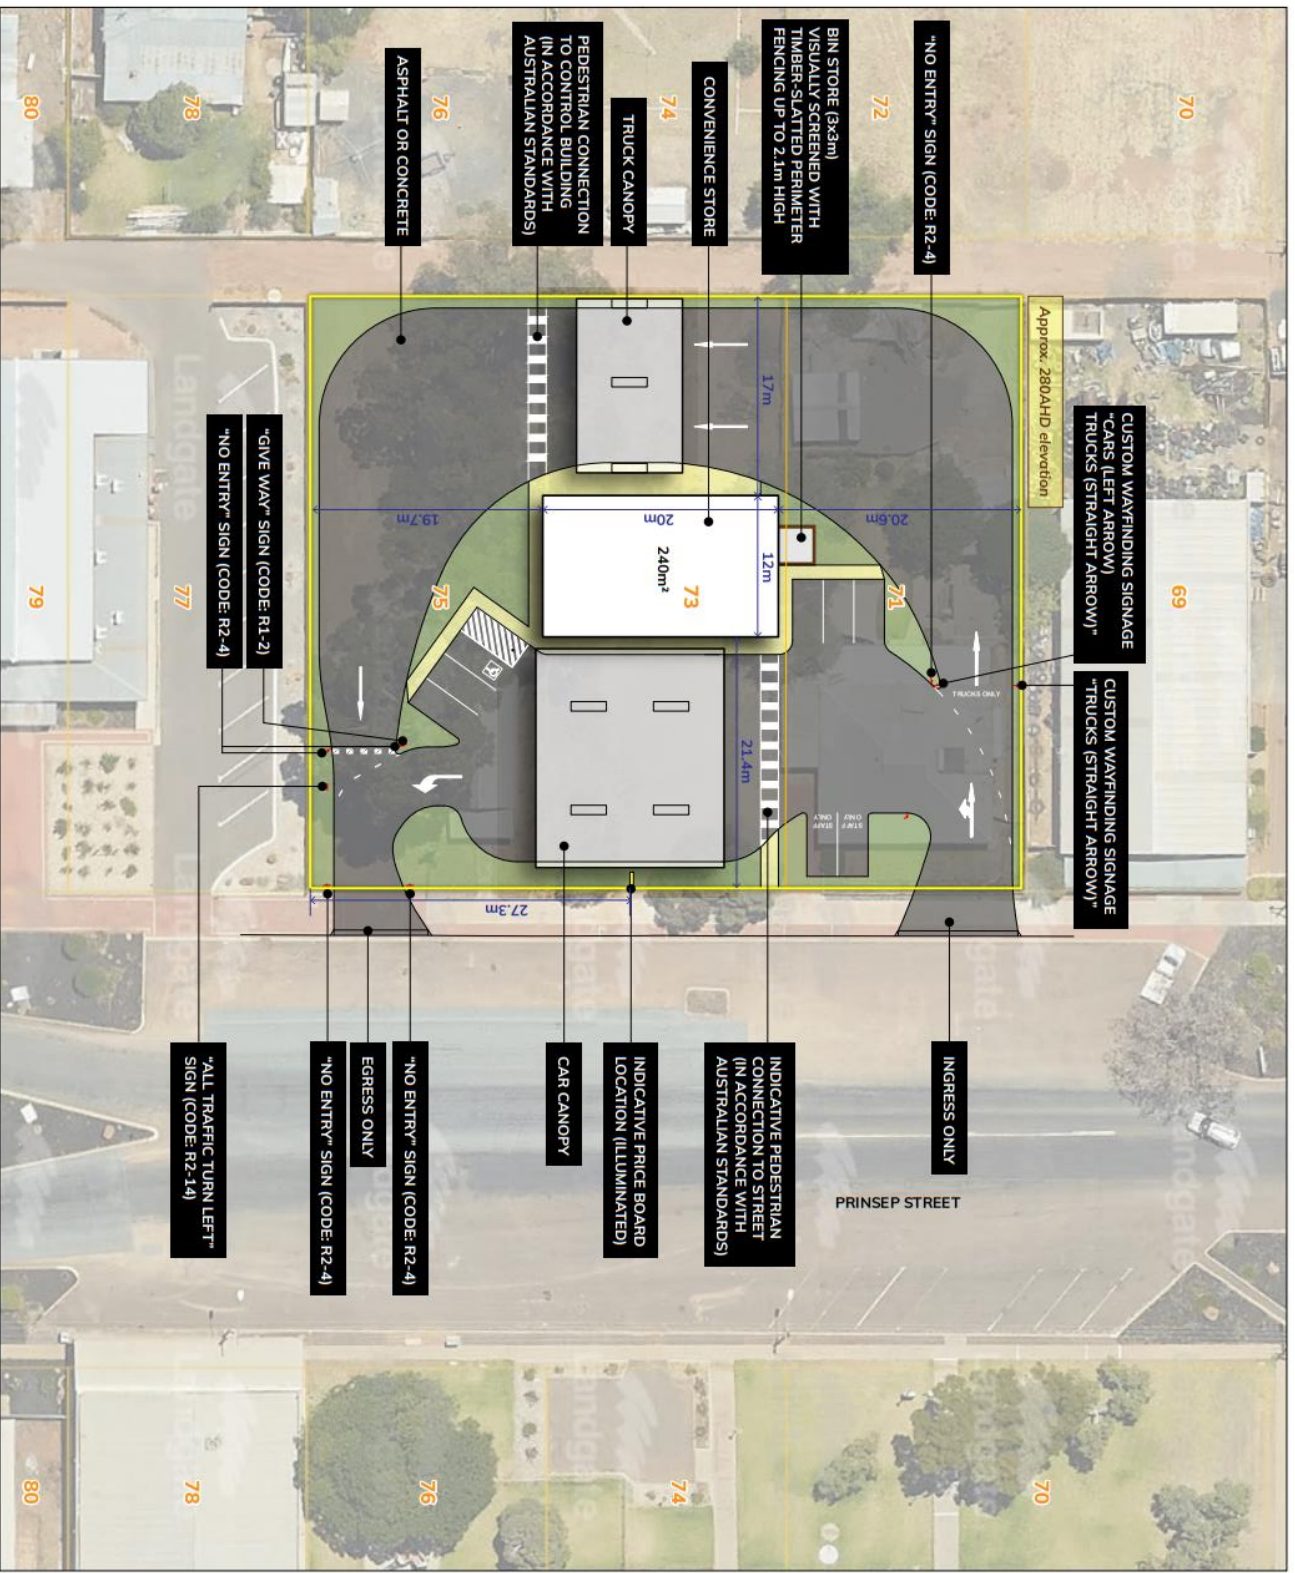 80
78
76
74
72
70
ASPHALT OR CONCRETE
PEDESTRIAN CONNECTION
TO CONTROL BUILDING
(IN ACCORDANCE WITH
AUSTRALIAN STANDARDS)
TRUCK CANOPY
CONVENIENCE STORE
BIN STORE (3x3m)
VISUALLY SCREENED WITH
TIMBER-SLATTED PERIMETER
FENCING UP TO 2.1m HIGH
"NO ENTRY" SIGN (CODE: R2-4)
Approx. 280AHD elevation
CUSTOM WAYFINDING SIGNAGE
"CARS (LEFT ARROW)
TRUCKS (STRAIGHT ARROW)"
CUSTOM WAYFINDING SIGNAGE
"TRUCKS (STRAIGHT ARROW)"
"NO ENTRY" SIGN (CODE: R2-4)
"GIVE WAY" SIGN (CODE: R1-2)
17m
19.7m
20m
20.6m
12m
240m²
21.4m
27.3m
79
77
75
73
71
69
TRUCKS ONLY
STAFF
ONLY
STAFF
ONLY
"ALL TRAFFIC TURN LEFT"
SIGN (CODE: R2-14)
"NO ENTRY" SIGN (CODE: R2-4)
EGRESS ONLY
"NO ENTRY" SIGN (CODE: R2-4)
CAR CANOPY
INDICATIVE PRICE BOARD
LOCATION (ILLUMINATED)
INDICATIVE PEDESTRIAN
CONNECTION TO STREET
(IN ACCORDANCE WITH
AUSTRALIAN STANDARDS)
INGRESS ONLY
PRINSEP STREET
80
78
76
74
70
Landgate
Landgate